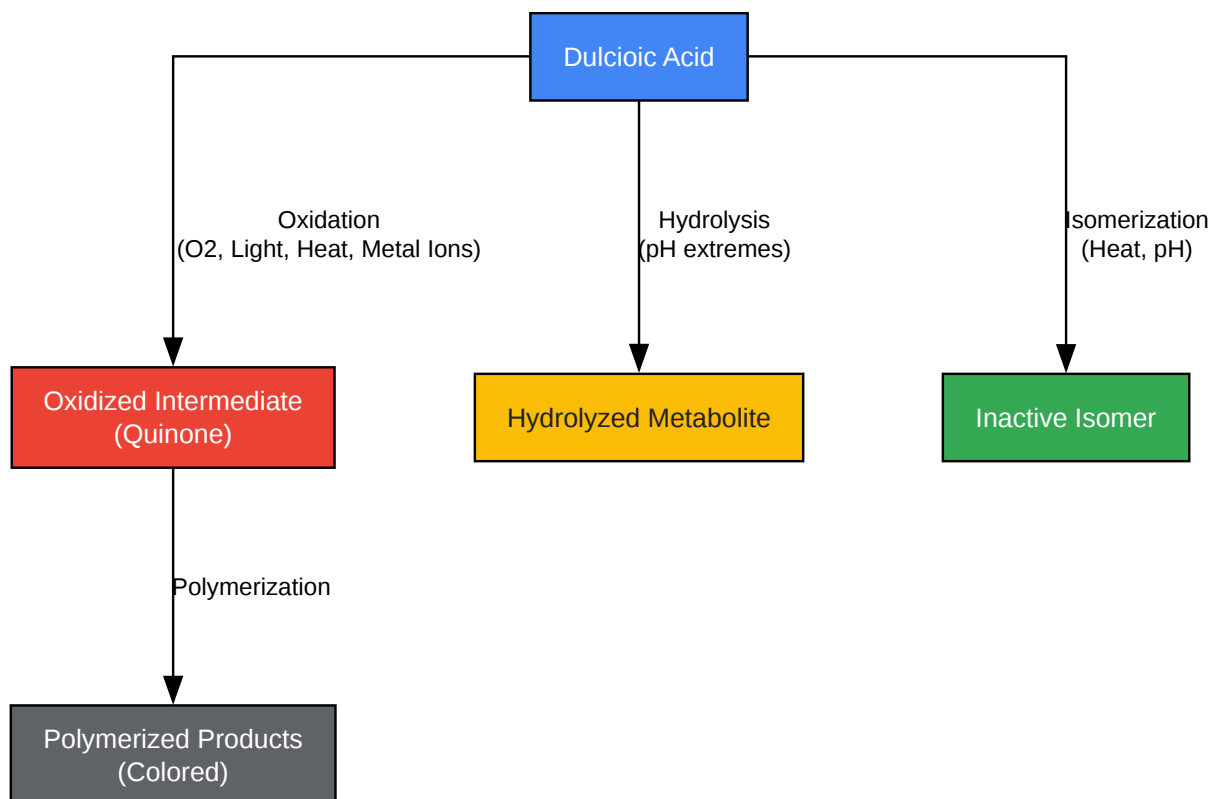 Dulcioic Acid
Oxidation
(O2, Light, Heat, Metal Ions)
Hydrolysis
(pH extremes)
Isomerization
(Heat, pH)
Oxidized Intermediate
(Quinone)
Hydrolyzed Metabolite
Inactive Isomer
Polymerization
Polymerized Products
(Colored)